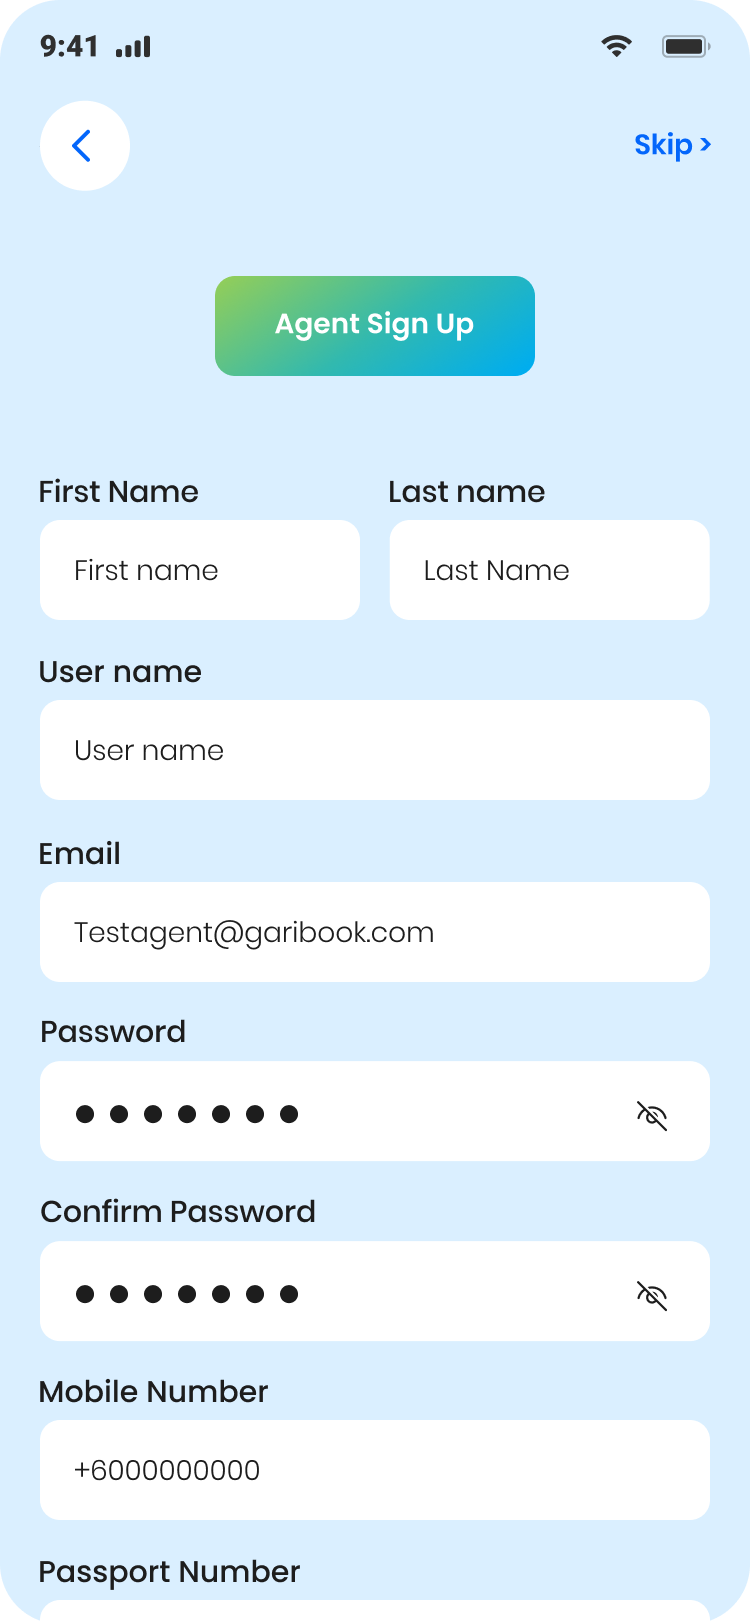 9:41
Skip >
Agent Sign Up
First Name Last name
First name Last Name
User name
User name
Email
Testagent@garibook.com
Password
Confirm Password
Mobile Number
+6000000000
Passport Number